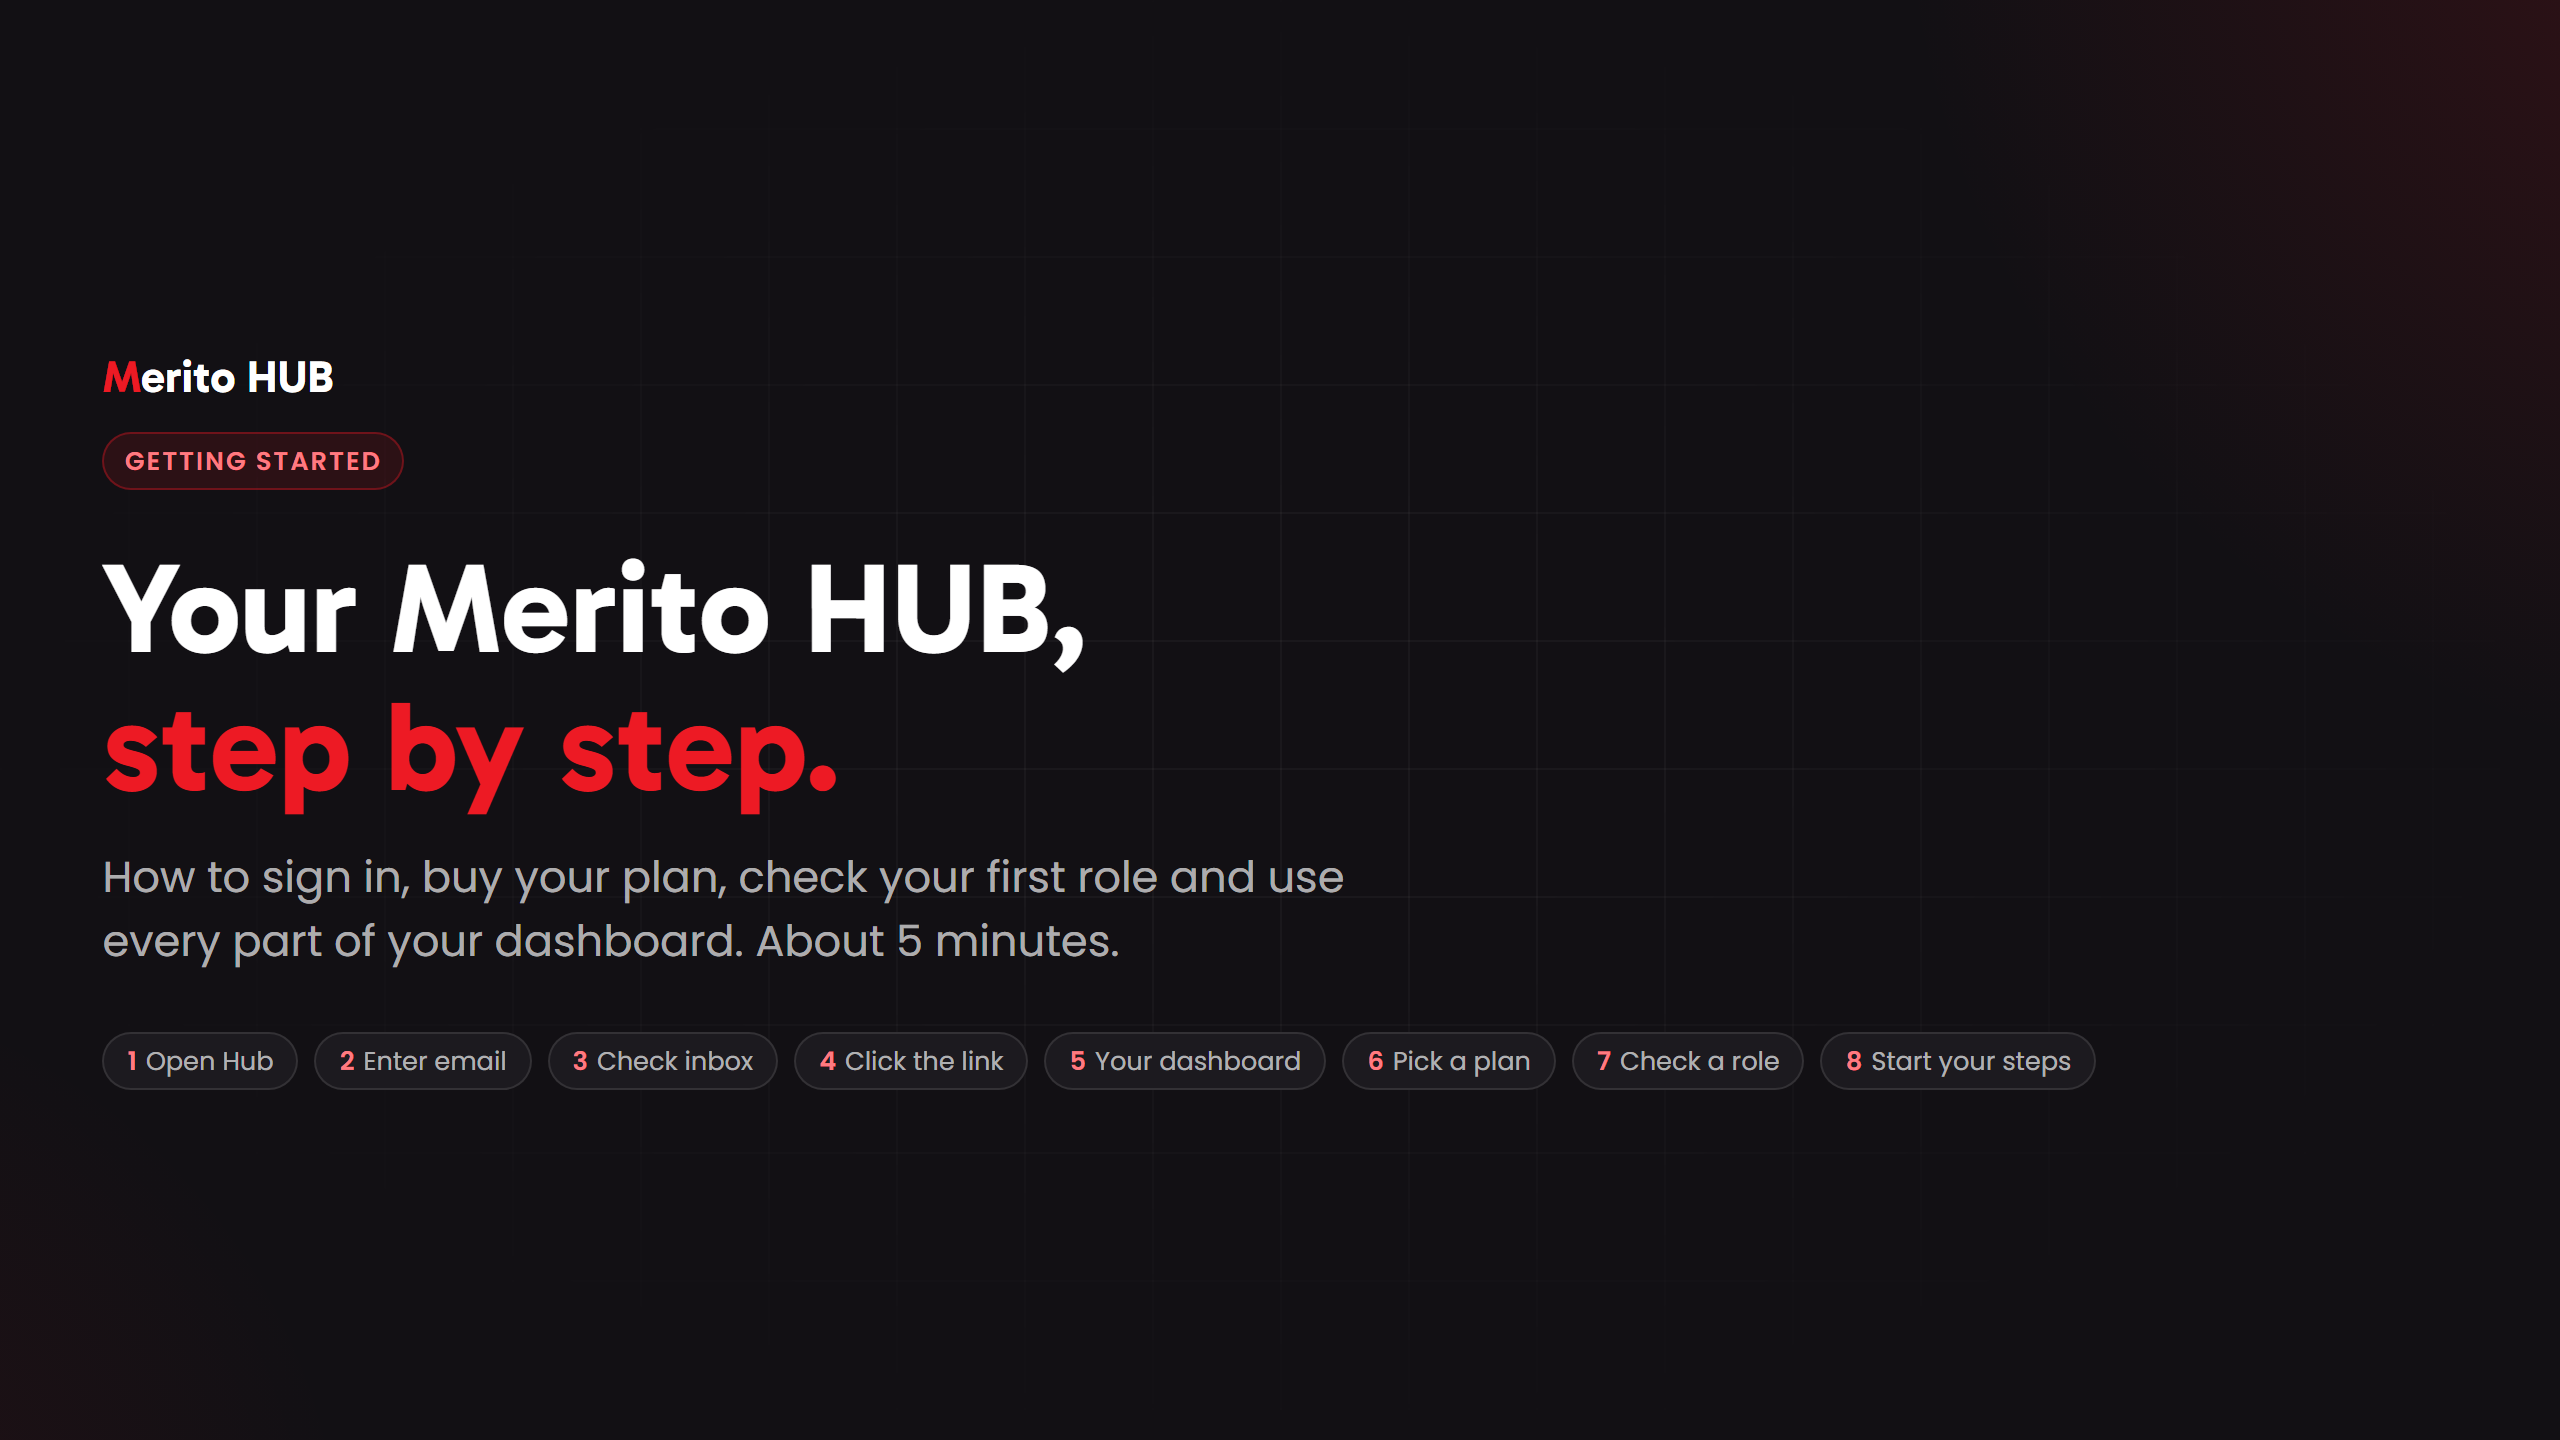 Merito HUB
GETTING STARTED
Your Merito HUB,
step by step.
How to sign in, buy your plan, check your first role and use
every part of your dashboard. About 5 minutes.
1 Open Hub 2 Enter email 3 Check inbox 4 Click the link 5 Your dashboard 6 Pick a plan 7 Check a role 8 Start your steps